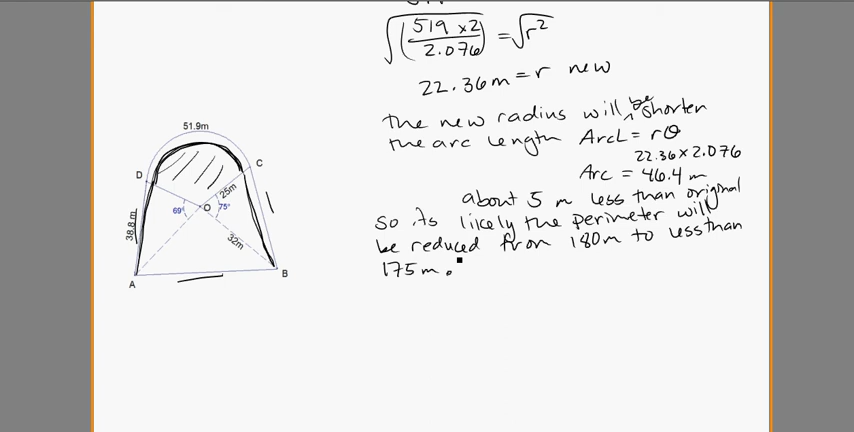 √((519 x2)/2.076) = √r²
22.36m = r new
The new radius will be shorten
the arc length ArcL = rθ
22.36 x 2.076
Arc = 46.4 m
about 5 m less than original
So its likely the perimeter will
be reduced from 180m to less than
175m.
51.9m
D
C
25m
69°
O
75°
38.8 m
32m
A
B